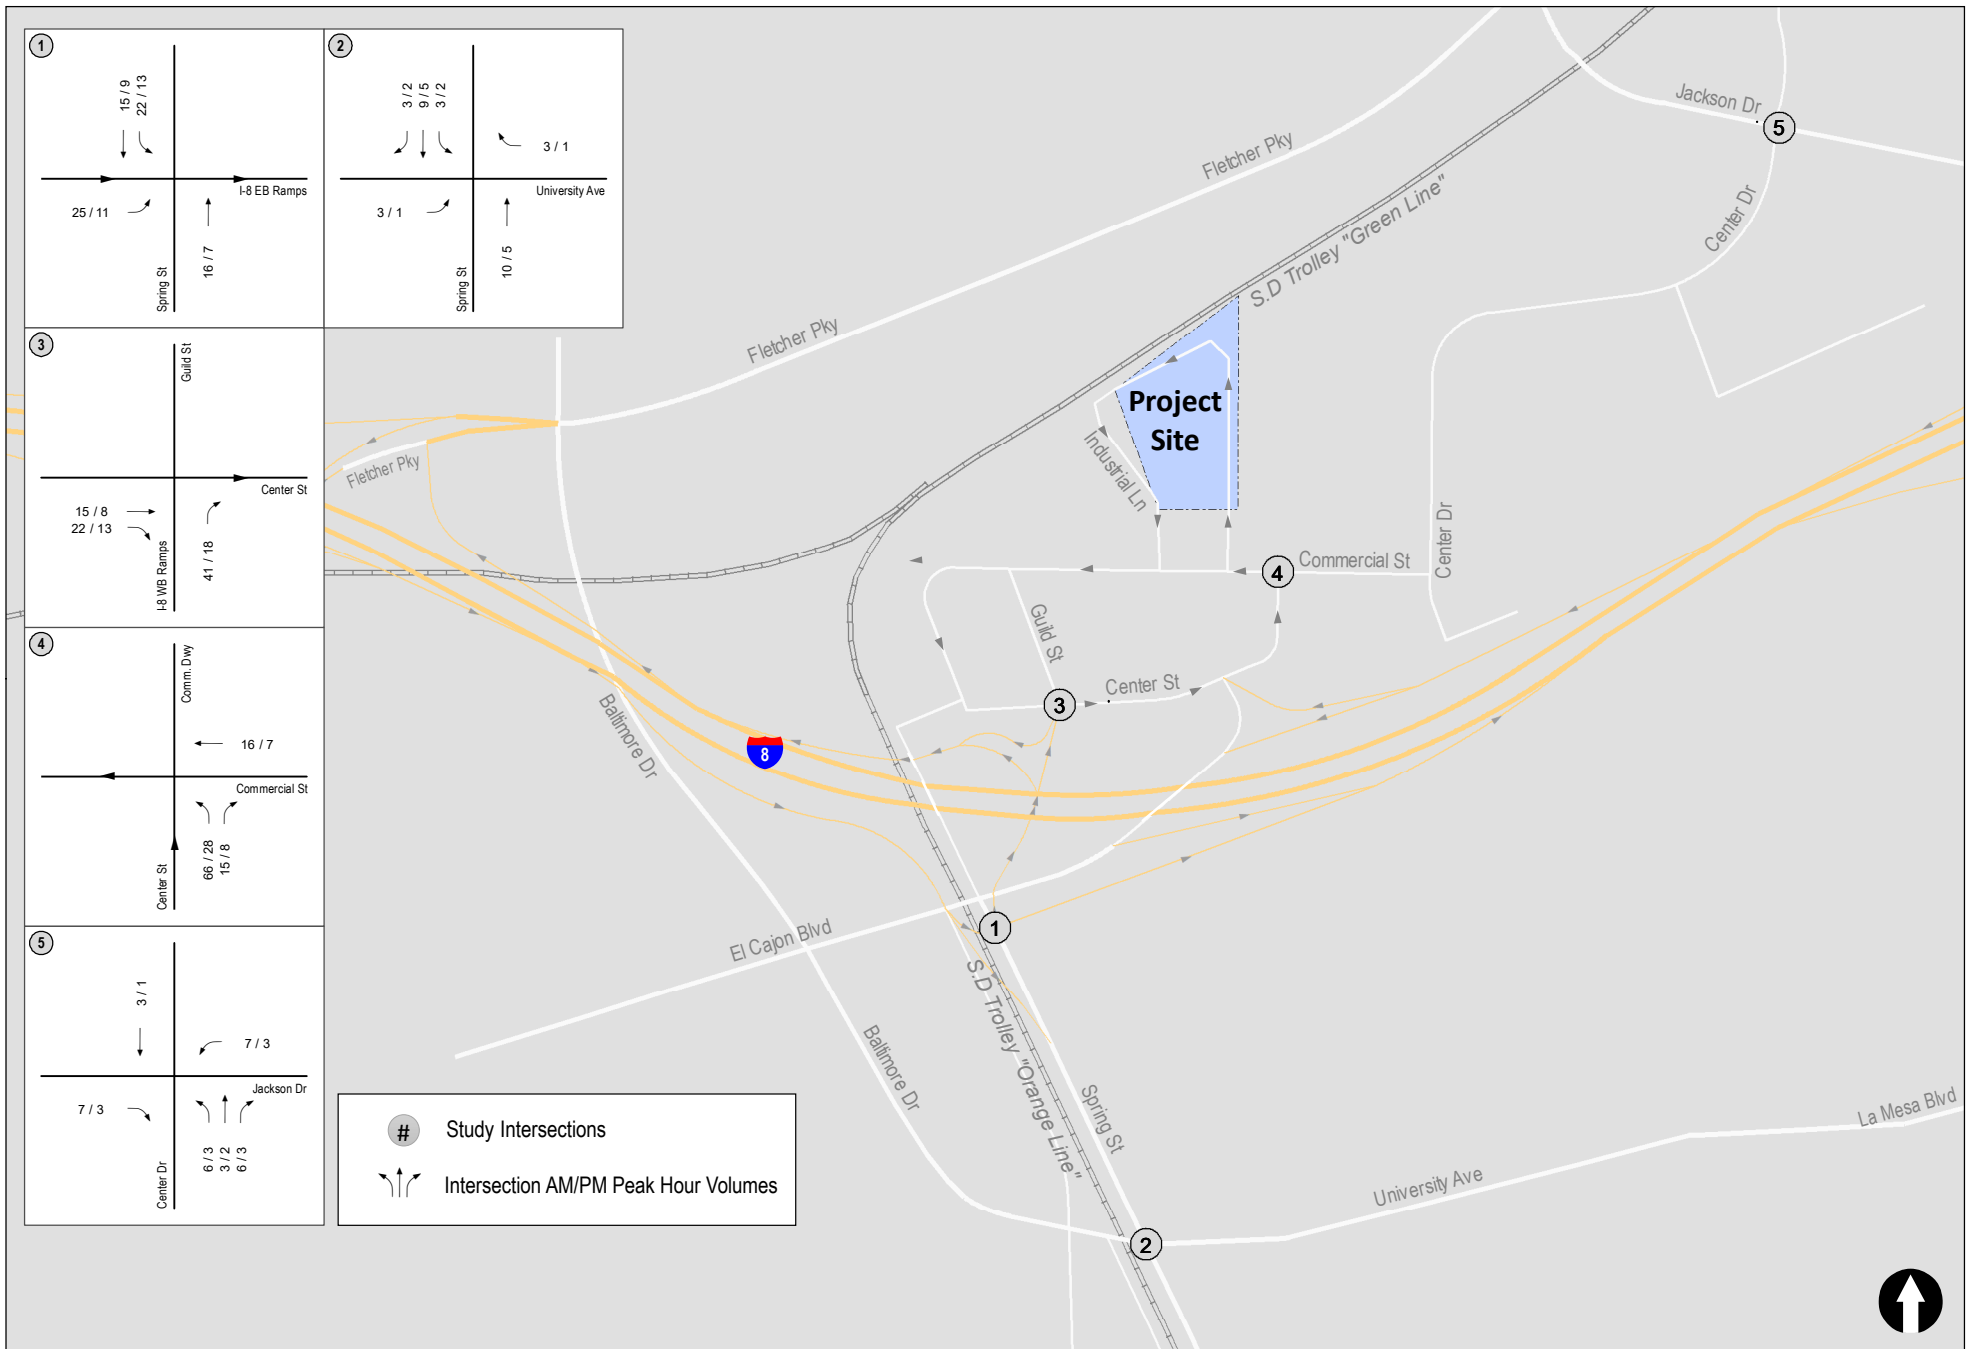 1
15 / 9
22 / 13
I-8 EB Ramps
25 / 11
16 / 7
Spring St
2
3 / 2
9 / 5
3 / 2
3 / 1
University Ave
3 / 1
10 / 5
Spring St
3
Guild St
Center St
15 / 8
22 / 13
41 / 18
I-8 WB Ramps
4
Comm. Dwy
16 / 7
Commercial St
66 / 28
15 / 8
Center St
5
3 / 1
7 / 3
Jackson Dr
7 / 3
6 / 3
3 / 2
6 / 3
Center Dr
#
Study Intersections
Intersection AM/PM Peak Hour Volumes
Jackson Dr
5
Fletcher Pky
Center Dr
S.D Trolley "Green Line"
Fletcher Pky
Project
Site
Fletcher Pky
Industrial Ln
Center Dr
Commercial St
4
Guild St
Center St
3
Baltimore Dr
8
El Cajon Blvd
1
S.D Trolley "Orange Line"
Baltimore Dr
Spring St
La Mesa Blvd
University Ave
2